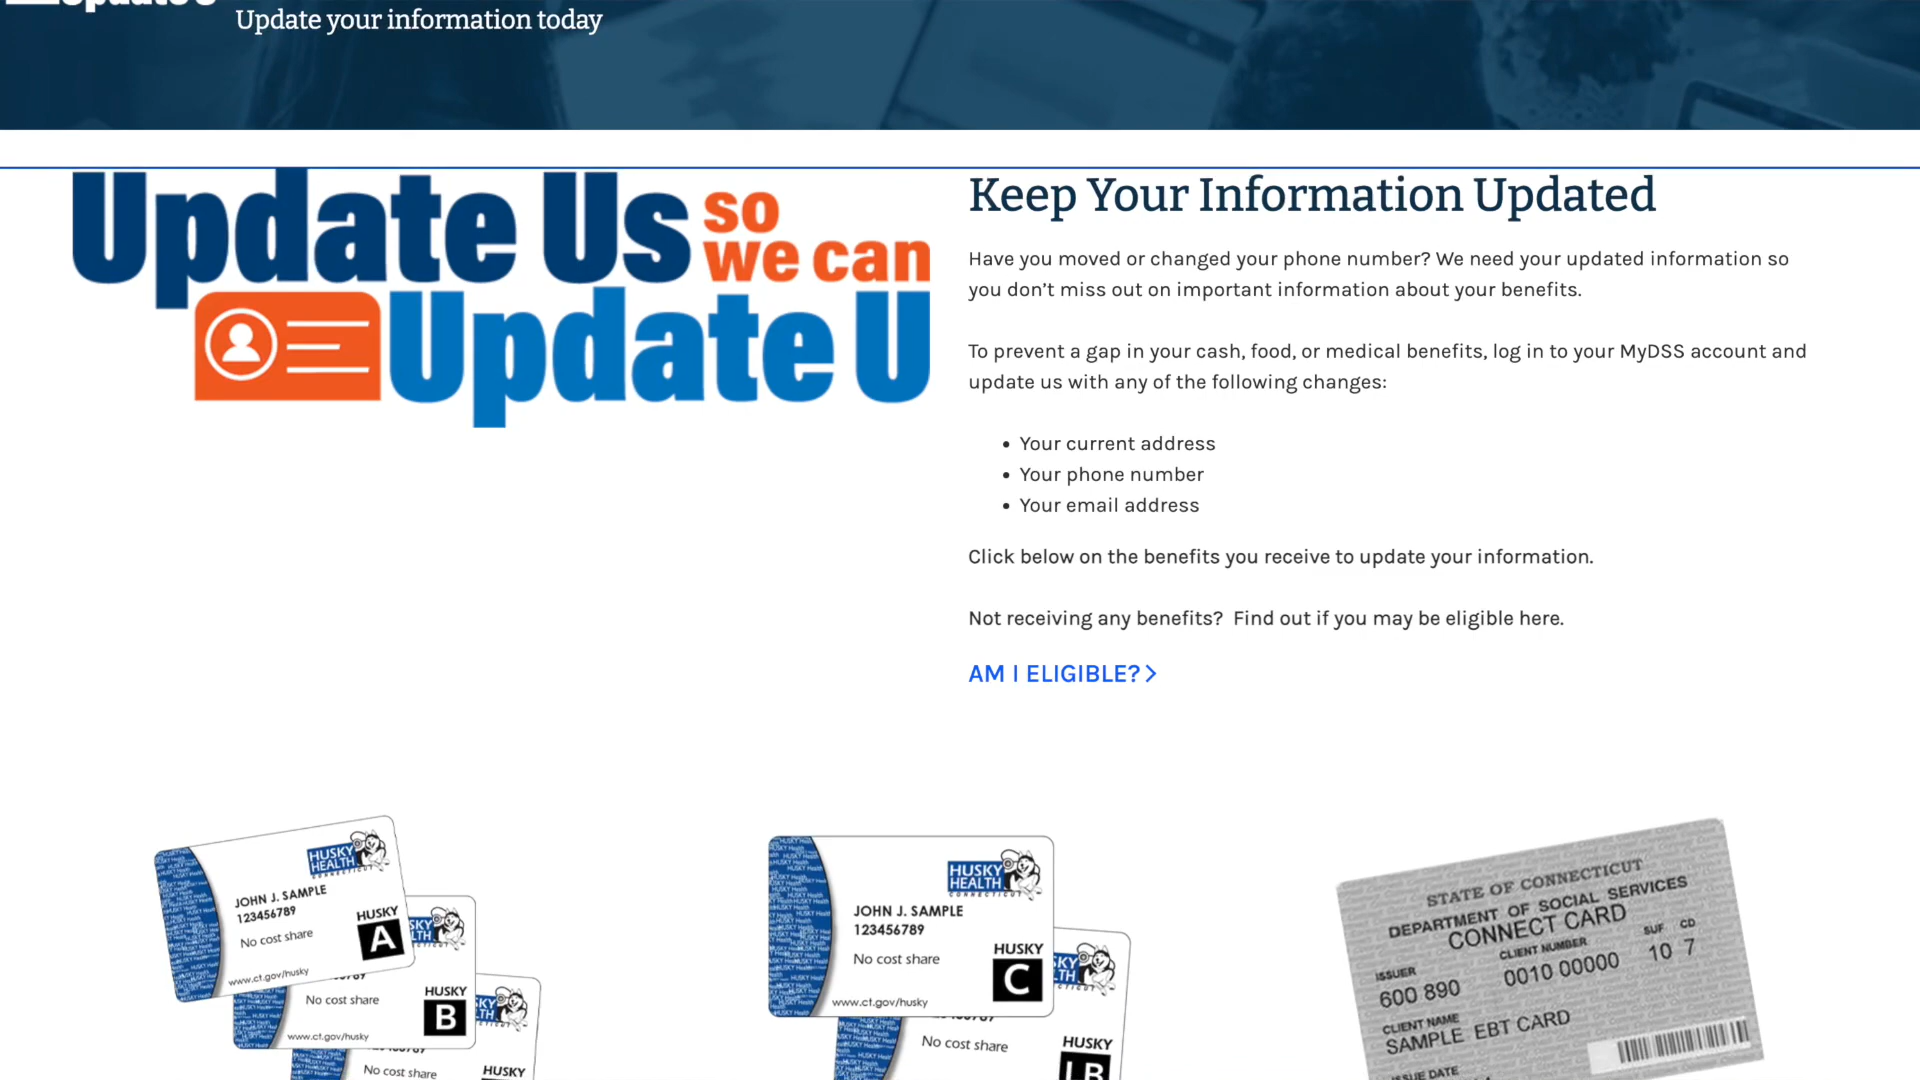 Update U
Update your information today
Update Us so
we can
Update U
Keep Your Information Updated
Have you moved or changed your phone number? We need your updated information so
you don’t miss out on important information about your benefits.
To prevent a gap in your cash, food, or medical benefits, log in to your MyDSS account and
update us with any of the following changes:
• Your current address
• Your phone number
• Your email address
Click below on the benefits you receive to update your information.
Not receiving any benefits?  Find out if you may be eligible here.
AM I ELIGIBLE?
HUSKY
HEALTH
CONNECTICUT
JOHN J. SAMPLE
123456789
No cost share
HUSKY
A
www.ct.gov/husky
No cost share
HUSKY
B
www.ct.gov/husky
No cost share
HUSKY
HUSKY
HEALTH
CONNECTICUT
JOHN J. SAMPLE
123456789
No cost share
HUSKY
C
www.ct.gov/husky
No cost share
HUSKY
STATE OF CONNECTICUT
DEPARTMENT OF SOCIAL SERVICES
CONNECT CARD
ISSUER CLIENT NUMBER SUF CD
600 890 0010 00000 10 7
CLIENT NAME
SAMPLE EBT CARD
ISSUE DATE